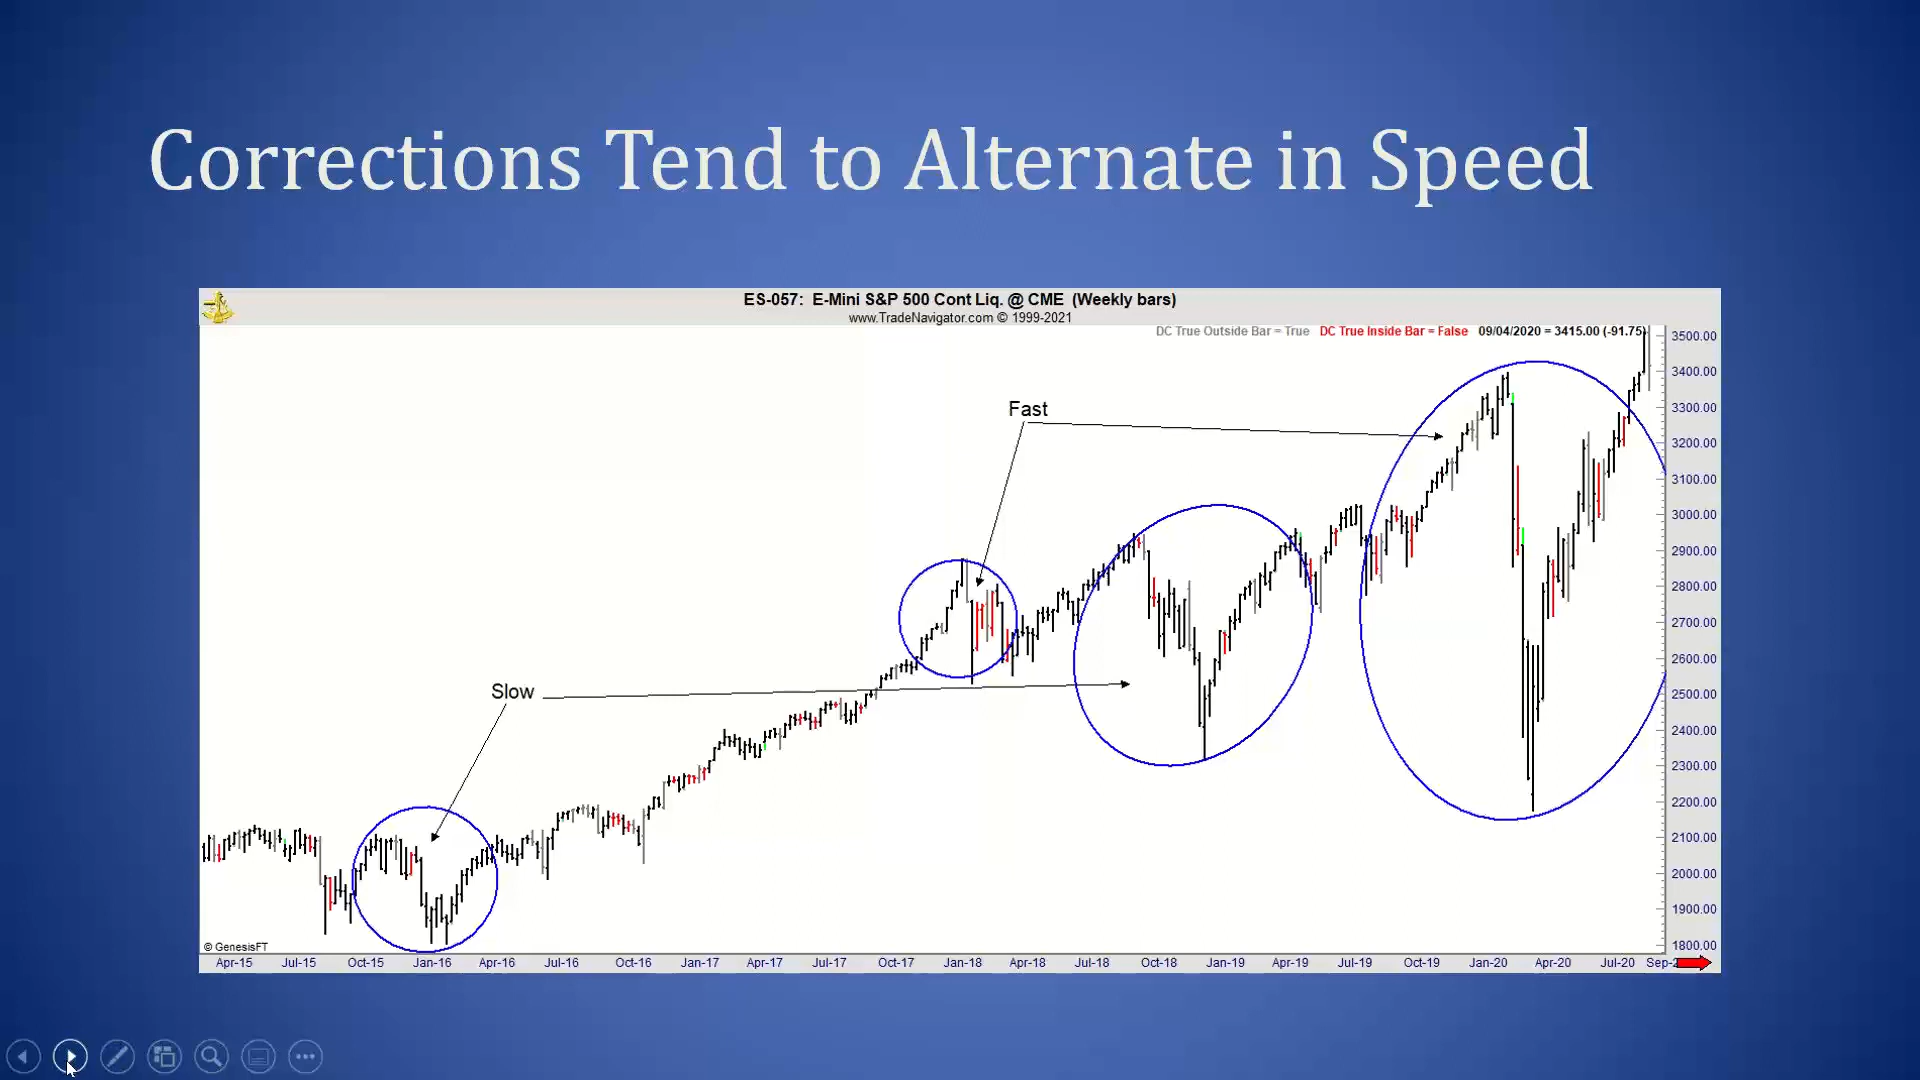 Corrections Tend to Alternate in Speed
ES-057: E-Mini S&P 500 Cont Liq. @ CME (Weekly bars)
www.TradeNavigator.com © 1999-2021
DC True Outside Bar = True DC True Inside Bar = False 09/04/2020 = 3415.00 (-91.75)
3500.00
3400.00
Fast
3300.00
3200.00
3100.00
3000.00
2900.00
2800.00
2700.00
2600.00
Slow
2500.00
2400.00
2300.00
2200.00
2100.00
2000.00
1900.00
1800.00
© GenesisFT
Apr-15 Jul-15 Oct-15 Jan-16 Apr-16 Jul-16 Oct-16 Jan-17 Apr-17 Jul-17 Oct-17 Jan-18 Apr-18 Jul-18 Oct-18 Jan-19 Apr-19 Jul-19 Oct-19 Jan-20 Apr-20 Jul-20